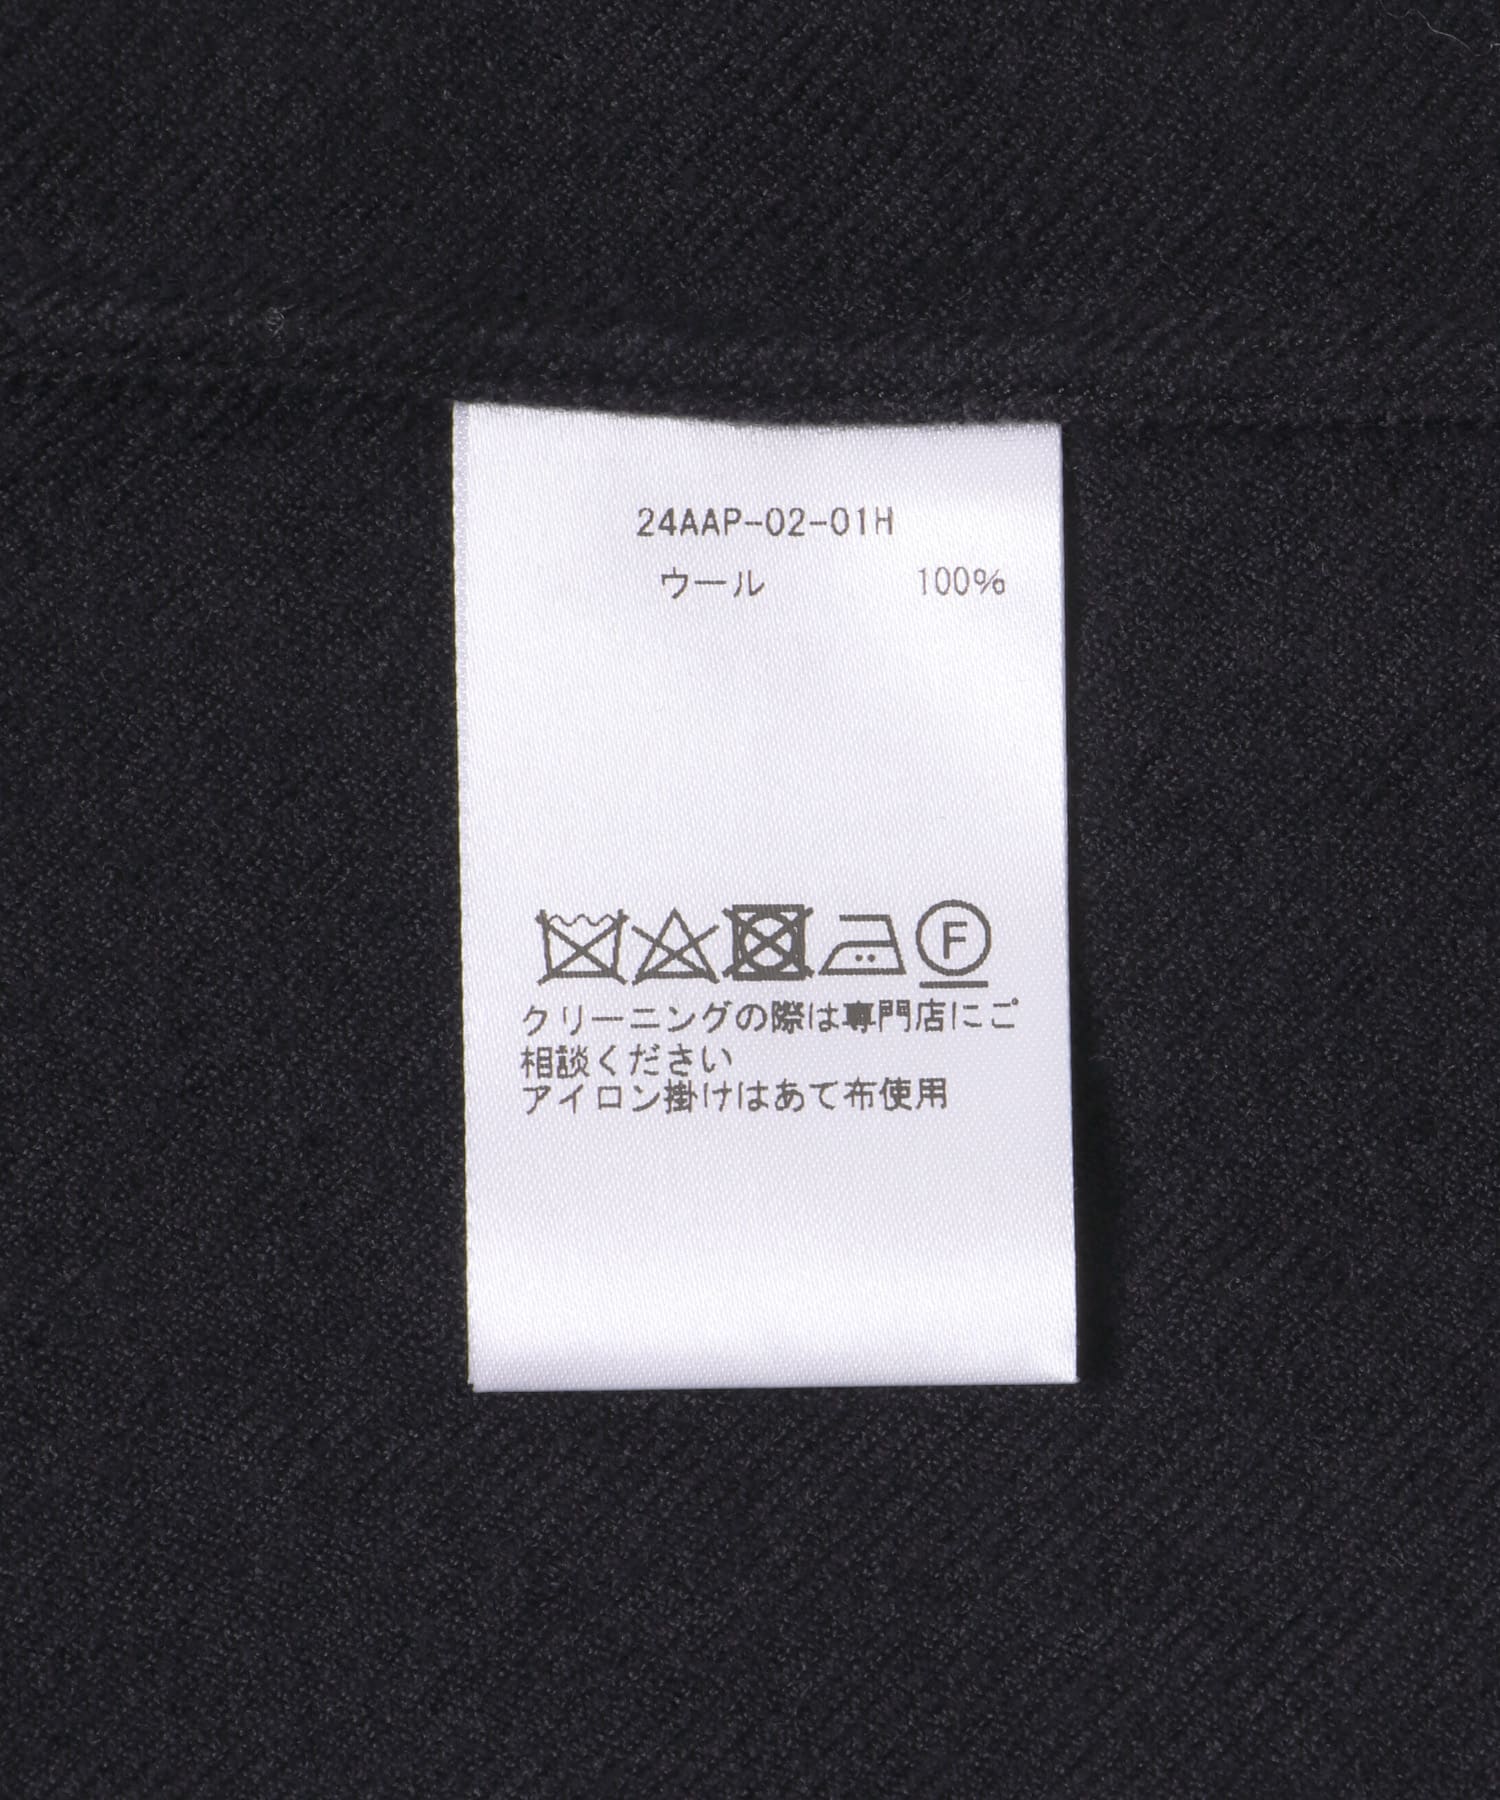 24AAP-02-01H
ウール 100%
F
クリーニングの際は専門店にご
相談ください
アイロン掛けはあて布使用